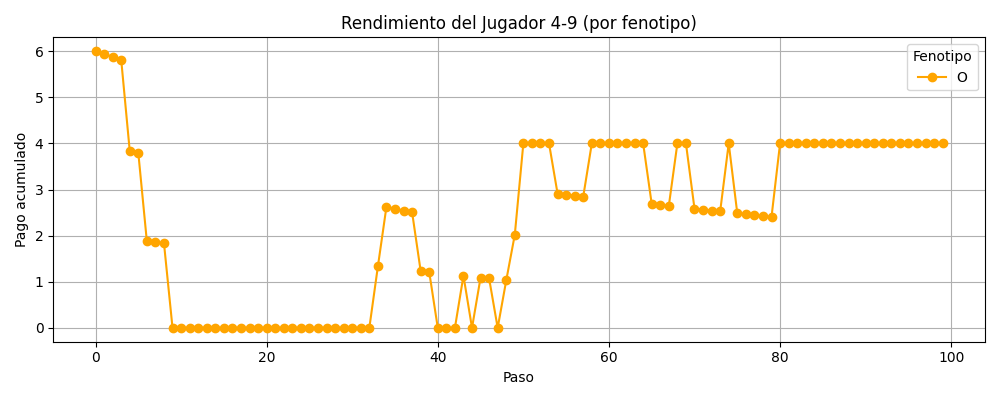 Rendimiento del Jugador 4-9 (por fenotipo)
Fenotipo
O
Pago acumulado
6
5
4
3
2
1
0
0 20 40 60 80 100
Paso